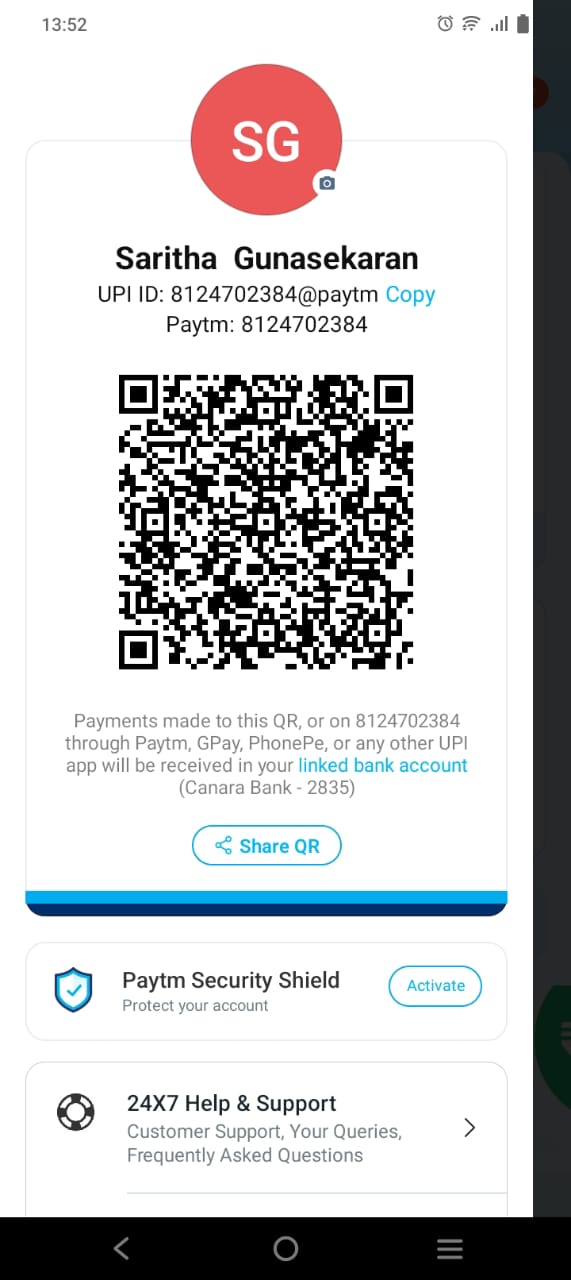 13:52
SG
Saritha Gunasekaran
UPI ID: 8124702384@paytm Copy
Paytm: 8124702384
Payments made to this QR, or on 8124702384
through Paytm, GPay, PhonePe, or any other UPI
app will be received in your linked bank account
(Canara Bank - 2835)
Share QR
Paytm Security Shield
Protect your account
Activate
24X7 Help & Support
Customer Support, Your Queries,
Frequently Asked Questions